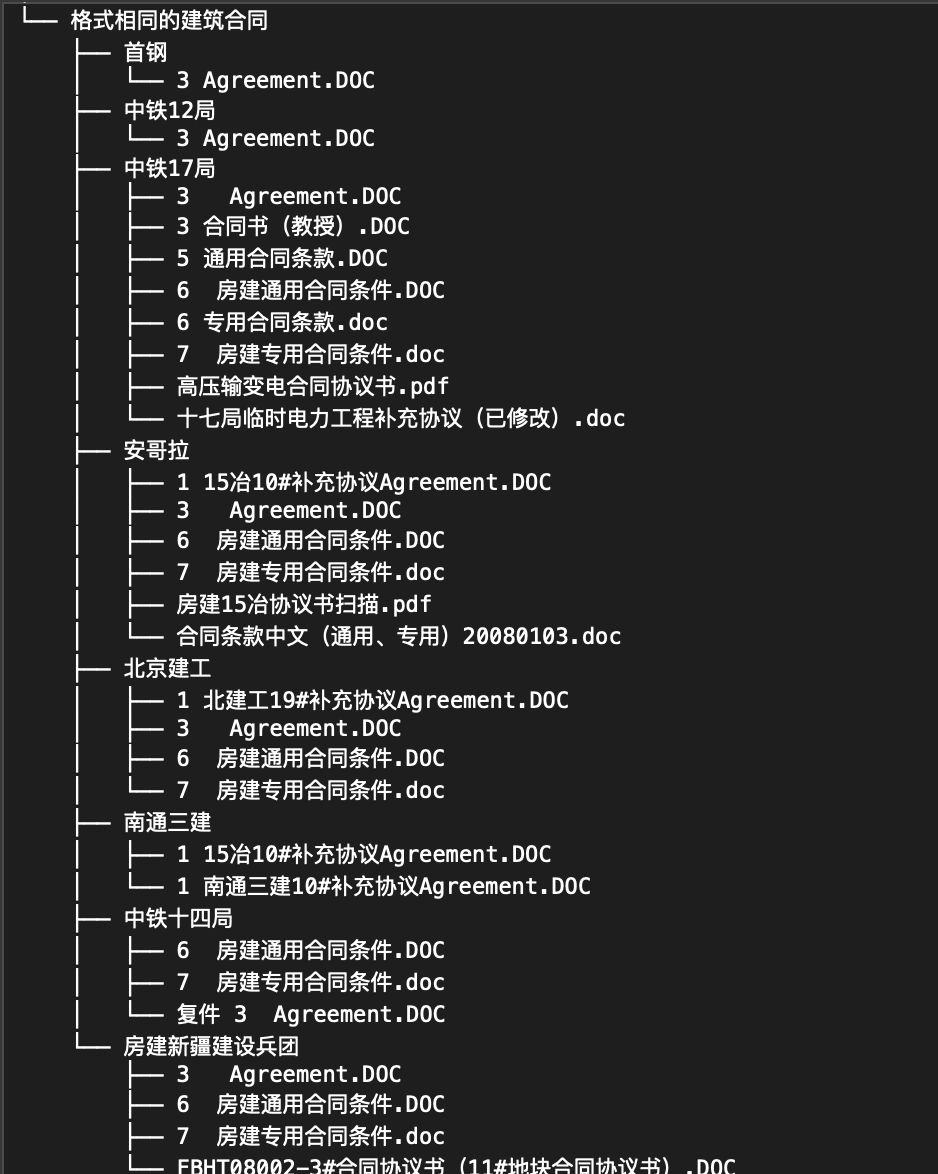 └── 格式相同的建筑合同
├── 首钢
│   └── 3 Agreement.DOC
├── 中铁12局
│   └── 3 Agreement.DOC
├── 中铁17局
│   ├── 3   Agreement.DOC
│   ├── 3 合同书（教授）.DOC
│   ├── 5 通用合同条款.DOC
│   ├── 6  房建通用合同条件.DOC
│   ├── 6 专用合同条款.doc
│   ├── 7  房建专用合同条件.doc
│   ├── 高压输变电合同协议书.pdf
│   └── 十七局临时电力工程补充协议（已修改）.doc
├── 安哥拉
│   ├── 1 15冶10#补充协议Agreement.DOC
│   ├── 3   Agreement.DOC
│   ├── 6  房建通用合同条件.DOC
│   ├── 7  房建专用合同条件.doc
│   ├── 房建15冶协议书扫描.pdf
│   └── 合同条款中文（通用、专用）20080103.doc
├── 北京建工
│   ├── 1 北建工19#补充协议Agreement.DOC
│   ├── 3   Agreement.DOC
│   ├── 6  房建通用合同条件.DOC
│   └── 7  房建专用合同条件.doc
├── 南通三建
│   ├── 1 15冶10#补充协议Agreement.DOC
│   └── 1 南通三建10#补充协议Agreement.DOC
├── 中铁十四局
│   ├── 6  房建通用合同条件.DOC
│   ├── 7  房建专用合同条件.doc
│   └── 复件 3  Agreement.DOC
└── 房建新疆建设兵团
    ├── 3   Agreement.DOC
    ├── 6  房建通用合同条件.DOC
    ├── 7  房建专用合同条件.doc
    └── FBHT08002-3#合同协议书（11#地块合同协议书）.DOC